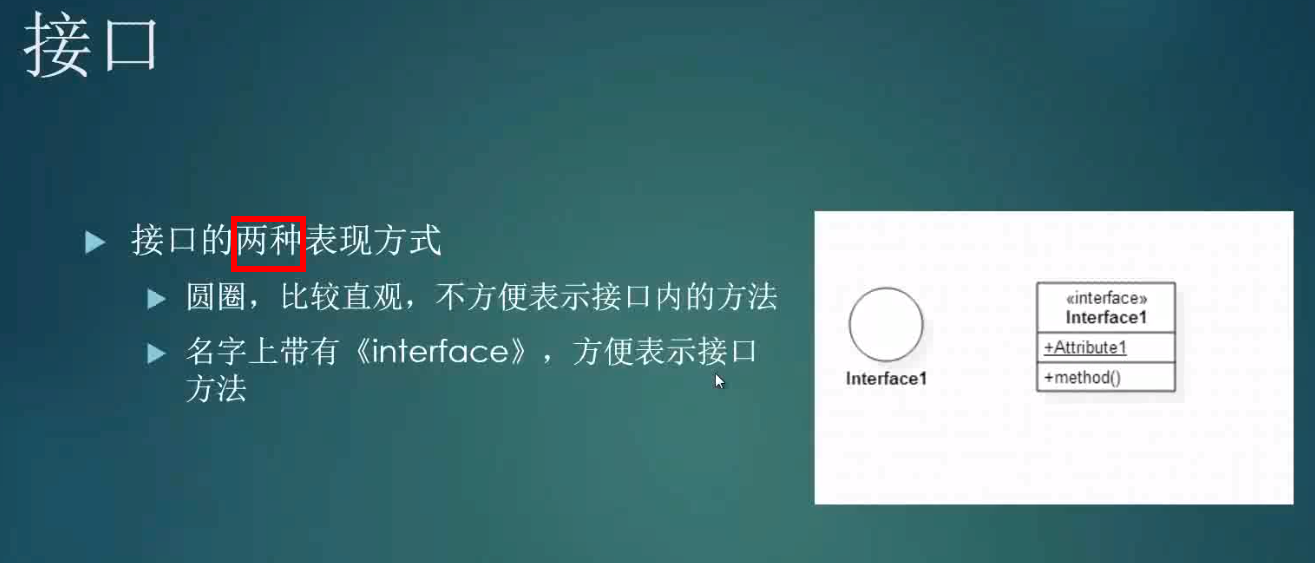 接口
接口的两种表现方式
圆圈，比较直观，不方便表示接口内的方法
名字上带有《interface》，方便表示接口
方法
Interface1
«interface»
Interface1
+Attribute1
+method()